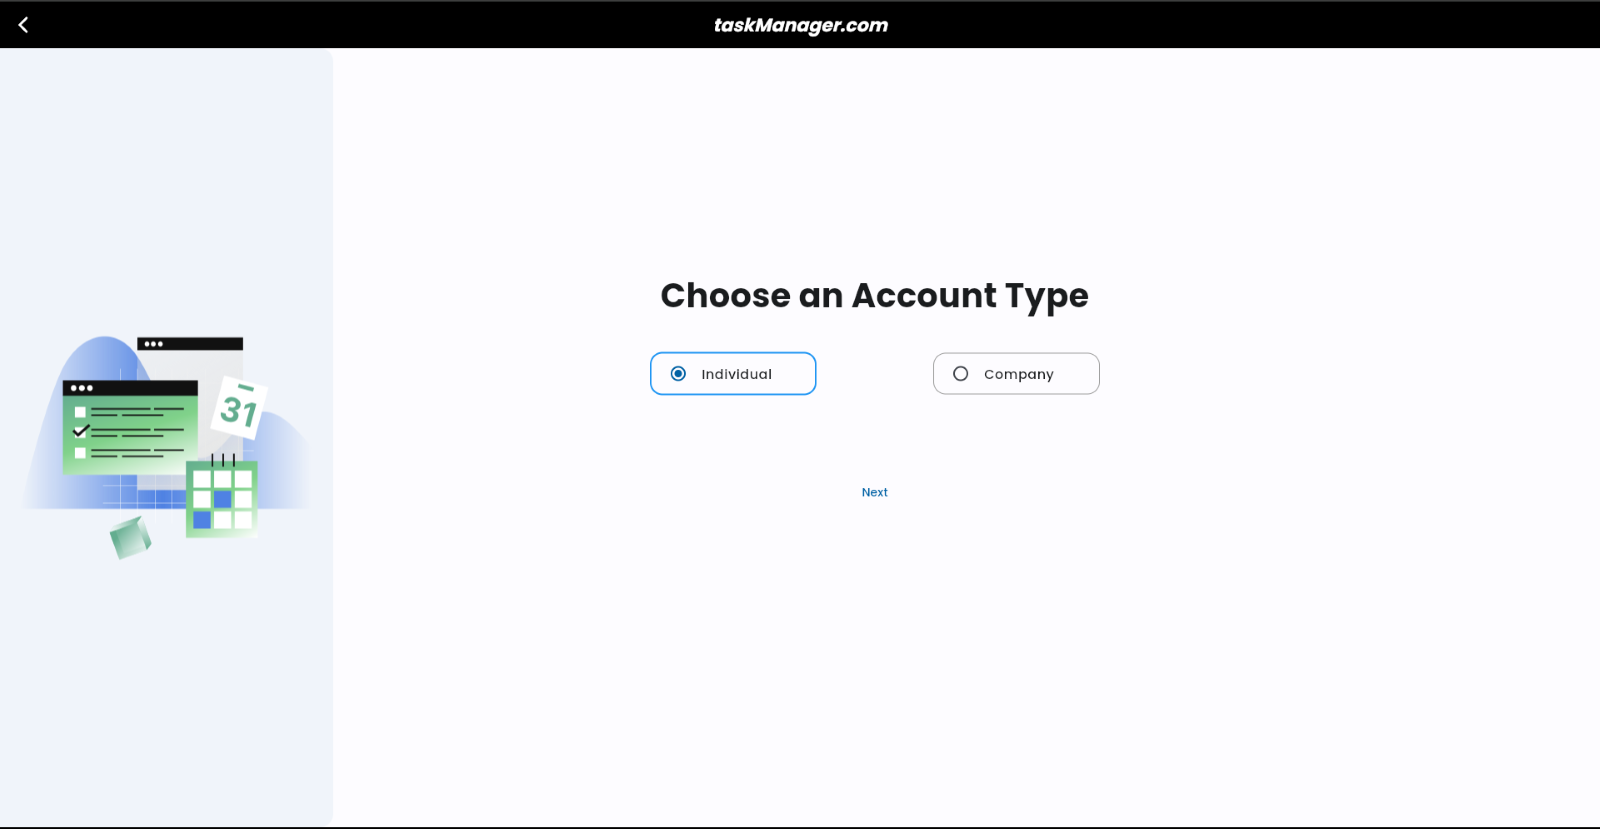 taskManager.com
Choose an Account Type
Individual
Company
Next
31